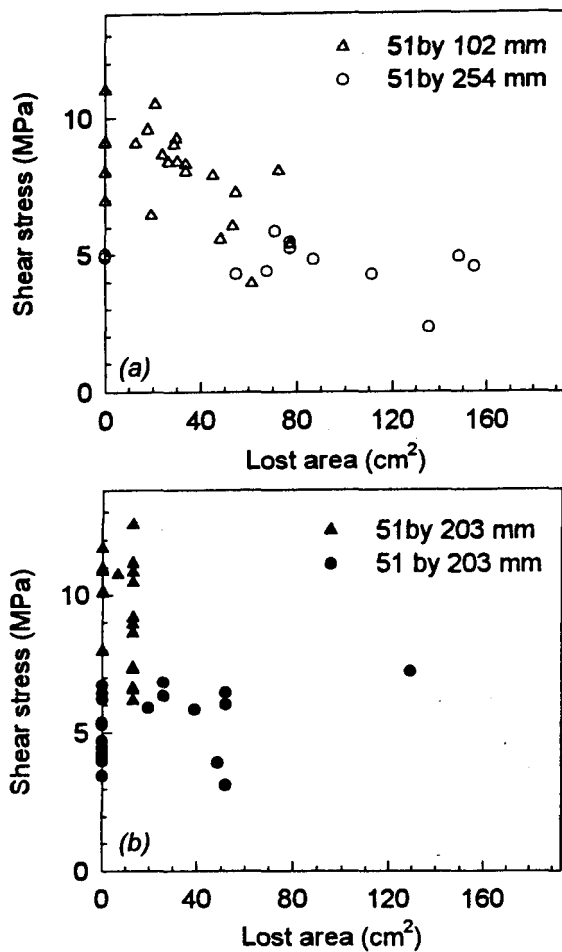 △ 51by 102 mm
○ 51by 254 mm
10
5
0
Shear stress (MPa)
(a)
0 40 80 120 160
Lost area (cm²)
▲ 51by 203 mm
● 51 by 203 mm
10
5
0
Shear stress (MPa)
(b)
0 40 80 120 160
Lost area (cm²)